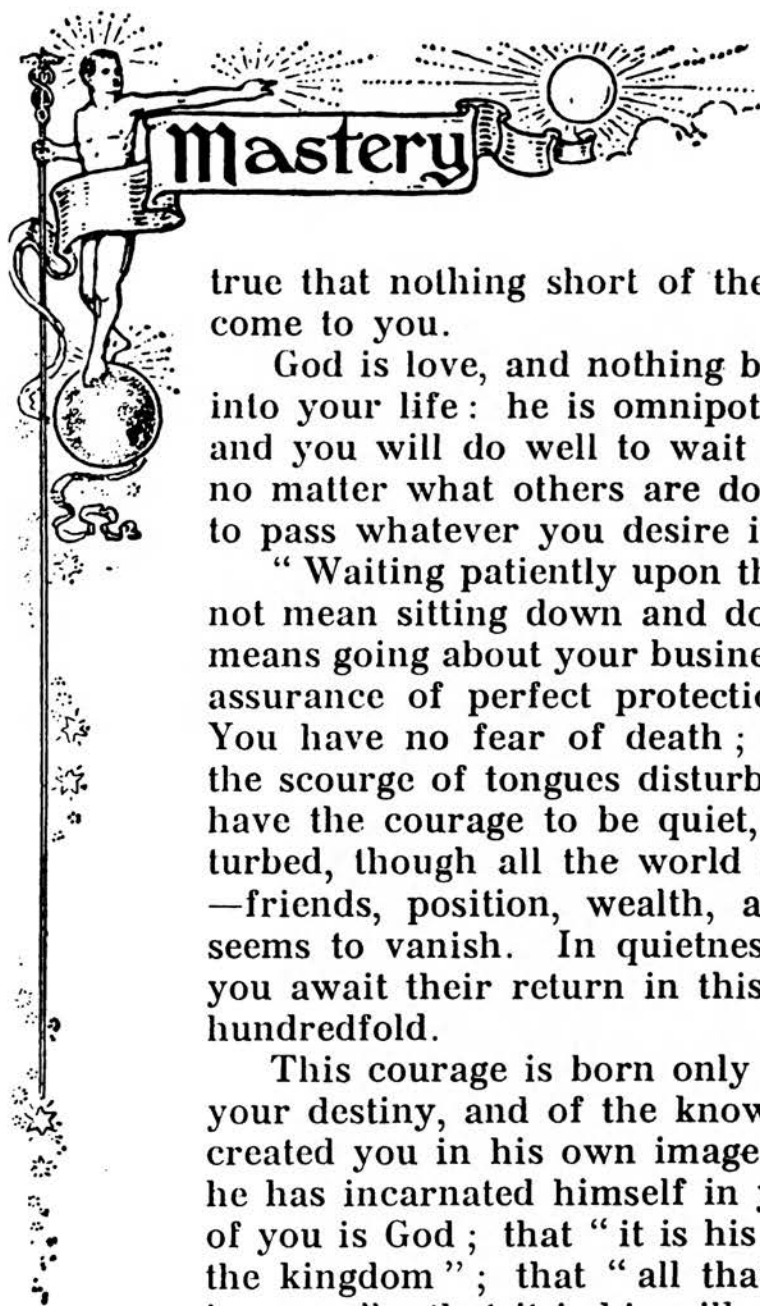 Mastery
true that nothing short of the
come to you.
God is love, and nothing b
into your life : he is omnipot
and you will do well to wait
no matter what others are do
to pass whatever you desire i
“ Waiting patiently upon th
not mean sitting down and do
means going about your busine
assurance of perfect protectio
You have no fear of death ;
the scourge of tongues disturb
have the courage to be quiet,
turbed, though all the world
—friends, position, wealth, a
seems to vanish. In quietnes
you await their return in this
hundredfold.
This courage is born only
your destiny, and of the know
created you in his own image
he has incarnated himself in
of you is God ; that “ it is his
the kingdom ” ; that “ all tha